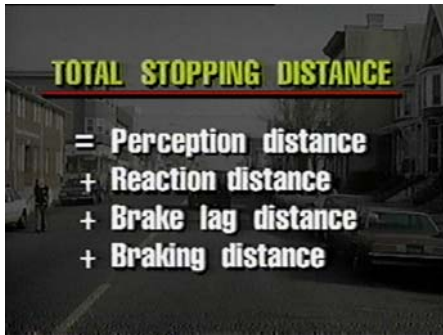 TOTAL STOPPING DISTANCE
= Perception distance
+ Reaction distance
+ Brake lag distance
+ Braking distance